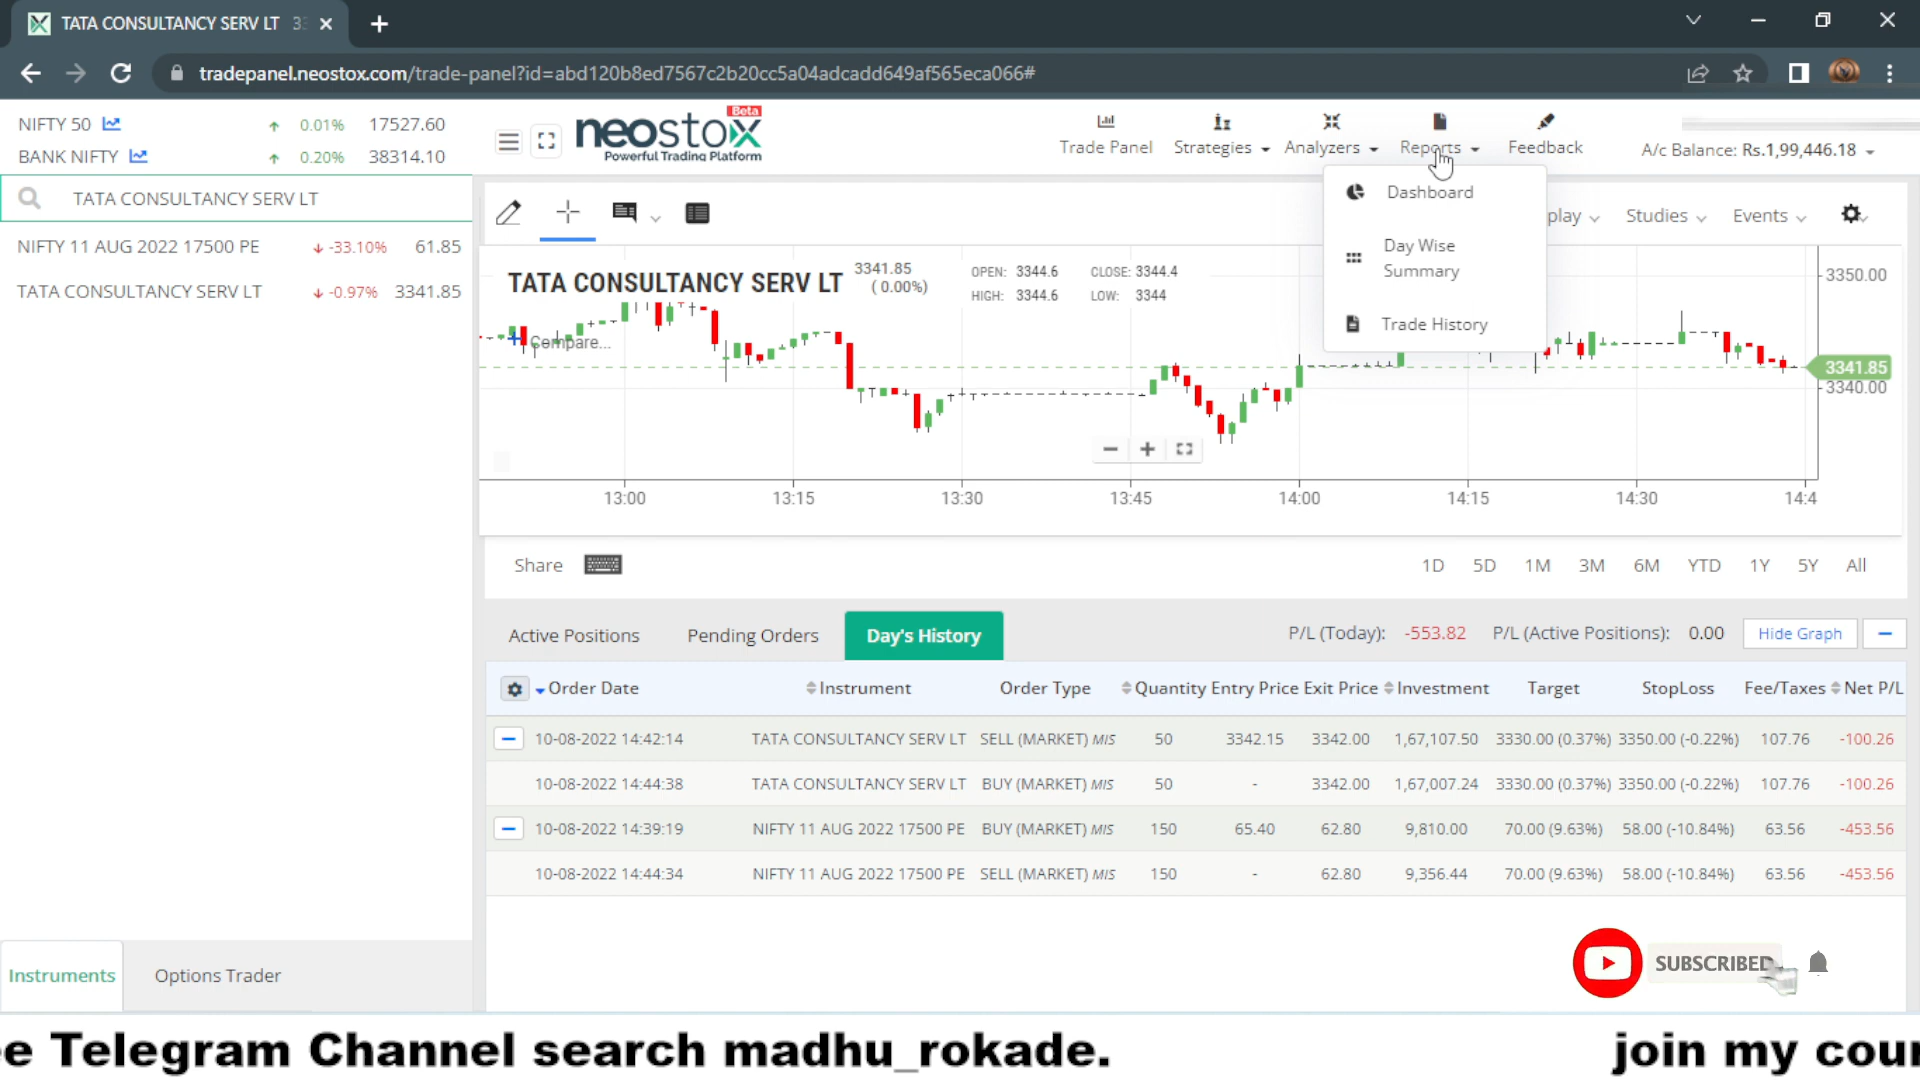 TATA CONSULTANCY SERV LT 33
tradepanel.neostox.com/trade-panel?id=abd120b8ed7567c2b20cc5a04adcadd649af565eca066#
NIFTY 50 0.01% 17527.60
BANK NIFTY 0.20% 38314.10
neostox Beta
Powerful Trading Platform
Trade Panel Strategies Analyzers Reports Feedback
A/c Balance: Rs.1,99,446.18
TATA CONSULTANCY SERV LT
NIFTY 11 AUG 2022 17500 PE -33.10% 61.85
TATA CONSULTANCY SERV LT -0.97% 3341.85
Dashboard
Day Wise
Summary
Trade History
play Studies Events
TATA CONSULTANCY SERV LT 3341.85
( 0.00%)
OPEN: 3344.6 CLOSE: 3344.4
HIGH: 3344.6 LOW: 3344
Compare...
3350.00
3341.85
3340.00
13:00 13:15 13:30 13:45 14:00 14:15 14:30 14:4
Share 1D 5D 1M 3M 6M YTD 1Y 5Y All
Active Positions Pending Orders Day's History P/L (Today): -553.82 P/L (Active Positions): 0.00 Hide Graph
Order Date Instrument Order Type Quantity Entry Price Exit Price Investment Target StopLoss Fee/Taxes Net P/L
10-08-2022 14:42:14 TATA CONSULTANCY SERV LT SELL (MARKET) MIS 50 3342.15 3342.00 1,67,107.50 3330.00 (0.37%) 3350.00 (-0.22%) 107.76 -100.26
10-08-2022 14:44:38 TATA CONSULTANCY SERV LT BUY (MARKET) MIS 50 - 3342.00 1,67,007.24 3330.00 (0.37%) 3350.00 (-0.22%) 107.76 -100.26
10-08-2022 14:39:19 NIFTY 11 AUG 2022 17500 PE BUY (MARKET) MIS 150 65.40 62.80 9,810.00 70.00 (9.63%) 58.00 (-10.84%) 63.56 -453.56
10-08-2022 14:44:34 NIFTY 11 AUG 2022 17500 PE SELL (MARKET) MIS 150 - 62.80 9,356.44 70.00 (9.63%) 58.00 (-10.84%) 63.56 -453.56
Instruments Options Trader
SUBSCRIBED
e Telegram Channel search madhu_rokade. join my cour